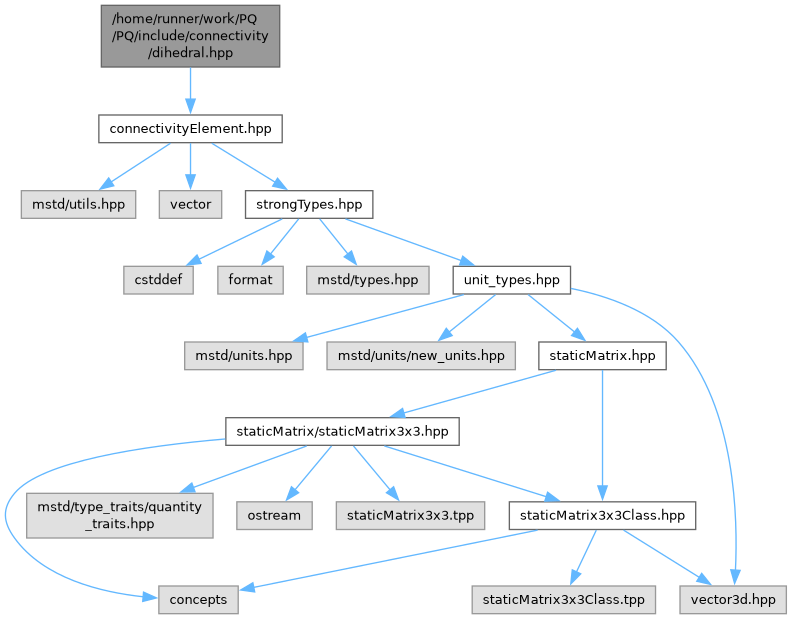 /home/runner/work/PQ
/PQ/include/connectivity
/dihedral.hpp
connectivityElement.hpp
mstd/utils.hpp
vector
strongTypes.hpp
cstddef
format
mstd/types.hpp
unit_types.hpp
mstd/units.hpp
mstd/units/new_units.hpp
staticMatrix.hpp
staticMatrix/staticMatrix3x3.hpp
mstd/type_traits/quantity
_traits.hpp
ostream
staticMatrix3x3.tpp
staticMatrix3x3Class.hpp
concepts
staticMatrix3x3Class.tpp
vector3d.hpp